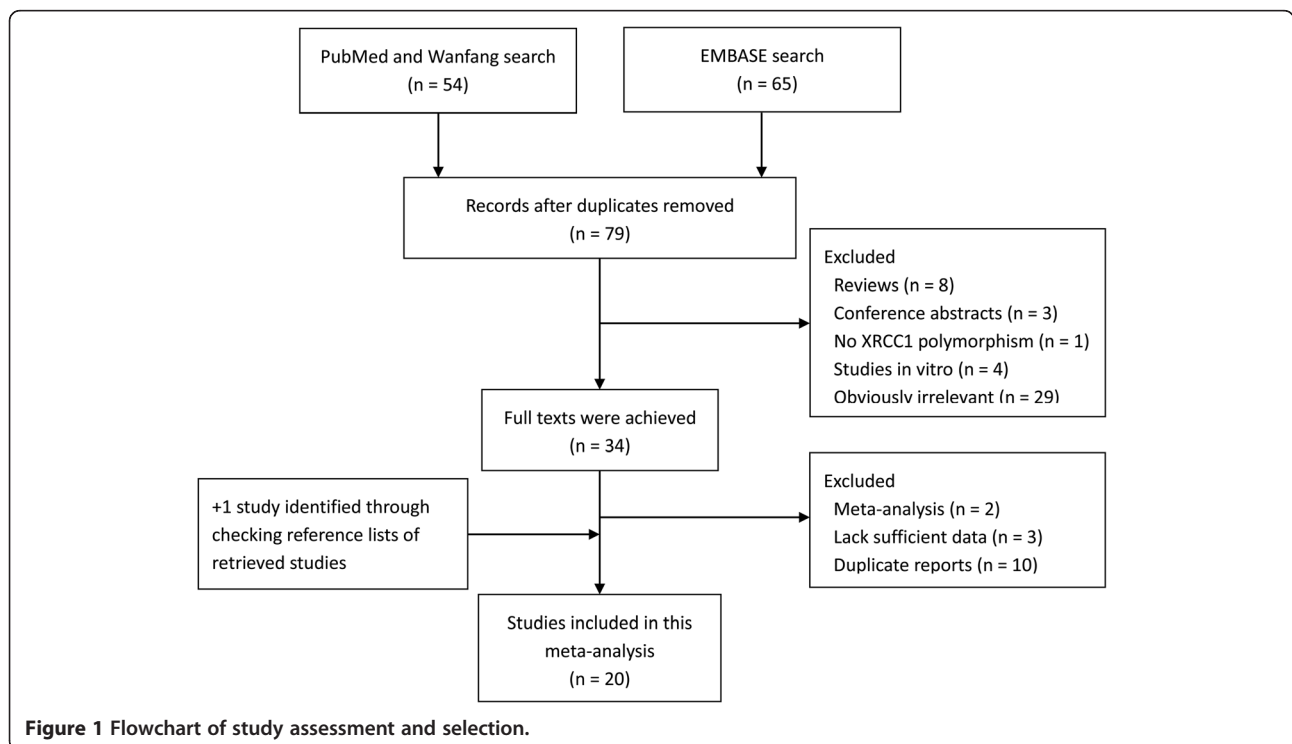 PubMed and Wanfang search
(n = 54)
EMBASE search
(n = 65)
Records after duplicates removed
(n = 79)
Excluded
Reviews (n = 8)
Conference abstracts (n = 3)
No XRCC1 polymorphism (n = 1)
Studies in vitro (n = 4)
Obviously irrelevant (n = 29)
Full texts were achieved
(n = 34)
+1 study identified through
checking reference lists of
retrieved studies
Excluded
Meta-analysis (n = 2)
Lack sufficient data (n = 3)
Duplicate reports (n = 10)
Studies included in this
meta-analysis
(n = 20)
Figure 1 Flowchart of study assessment and selection.